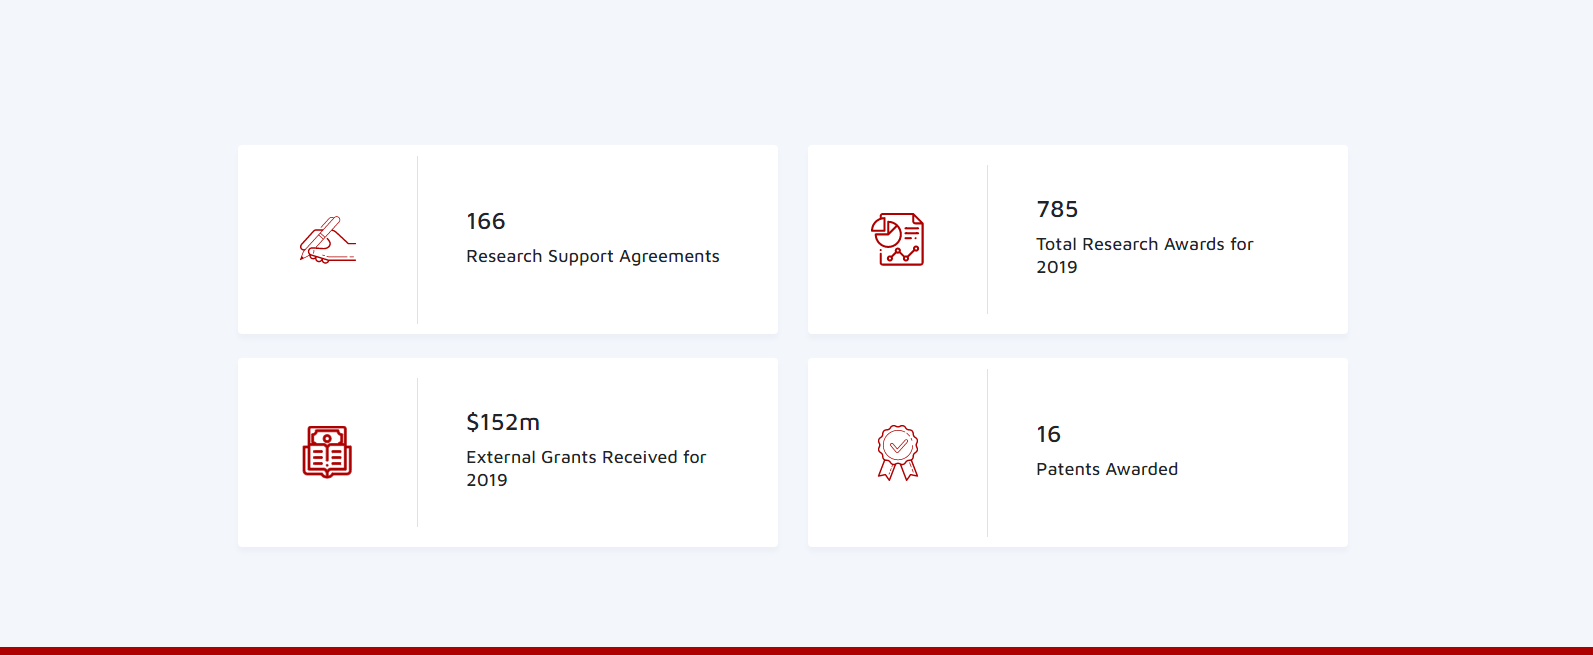 166
Research Support Agreements
785
Total Research Awards for
2019
$152m
External Grants Received for
2019
16
Patents Awarded